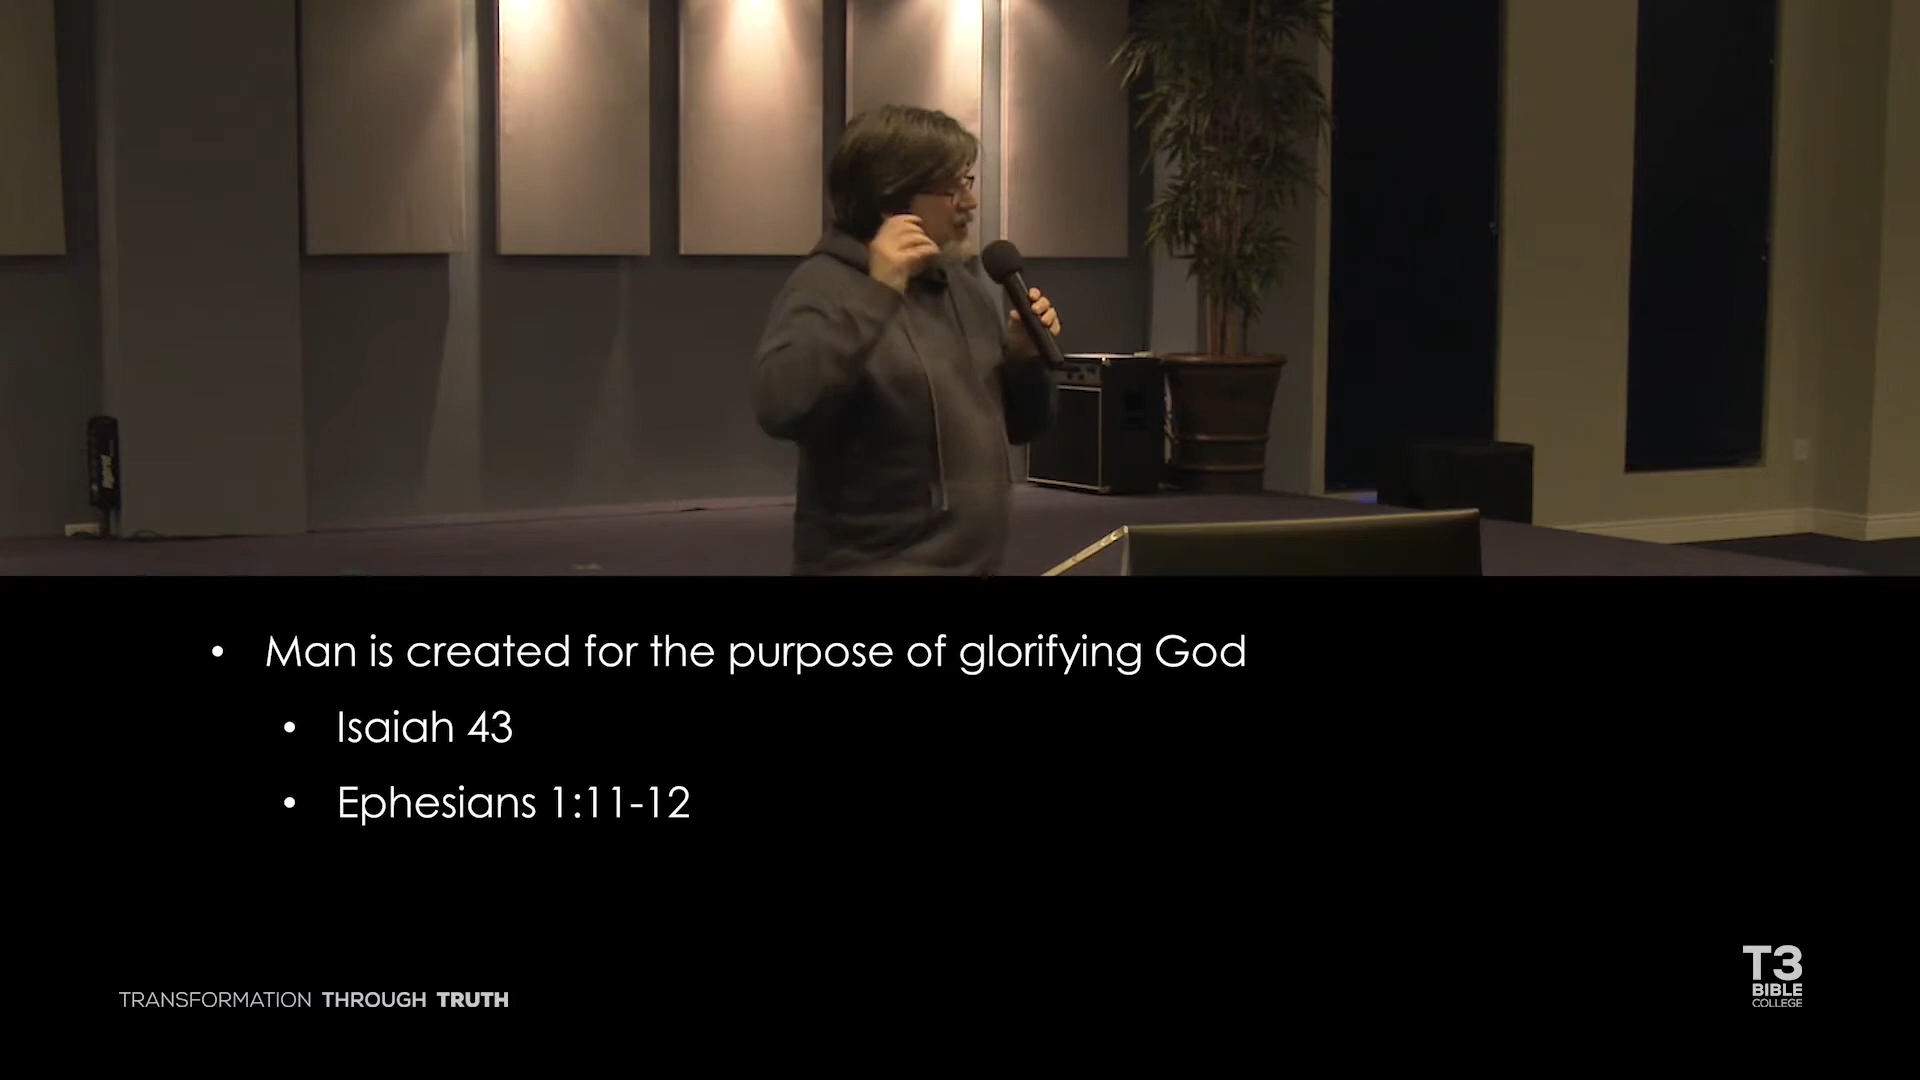 • Man is created for the purpose of glorifying God
• Isaiah 43
• Ephesians 1:11-12
TRANSFORMATION THROUGH TRUTH
T3
BIBLE
COLLEGE